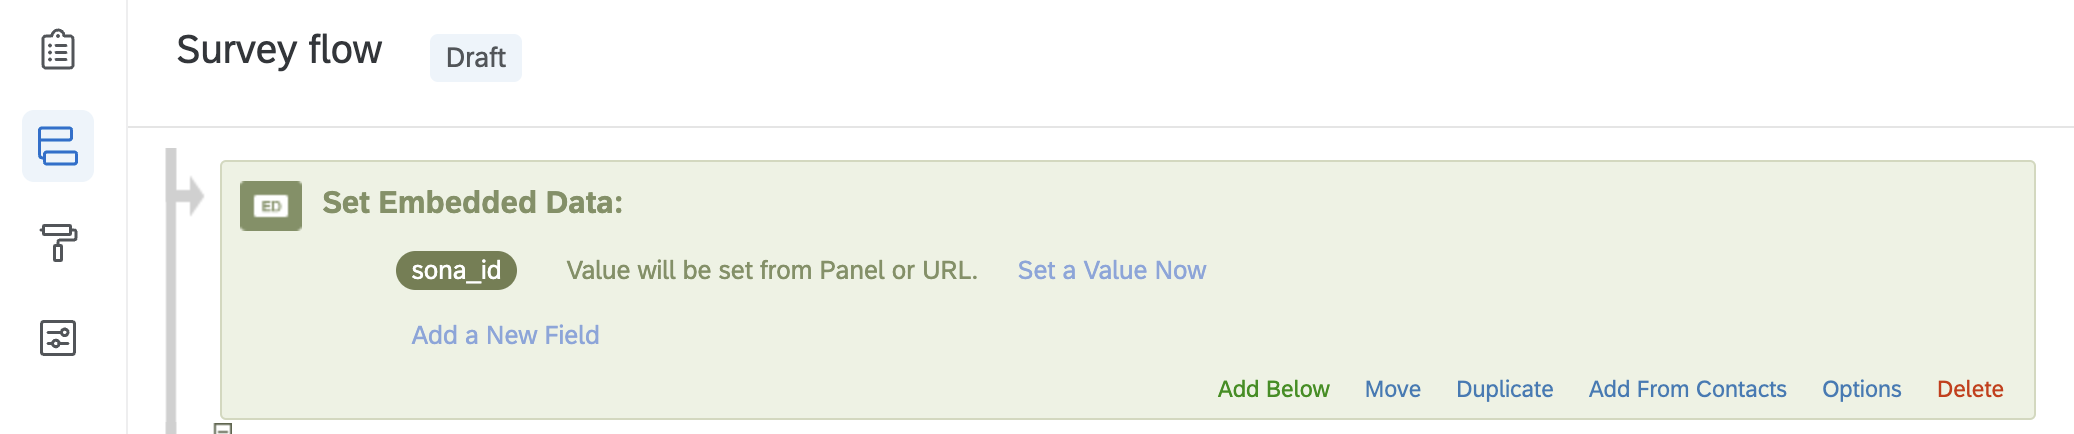 Survey flow Draft
ED Set Embedded Data:
sona_id Value will be set from Panel or URL. Set a Value Now
Add a New Field
Add Below Move Duplicate Add From Contacts Options Delete